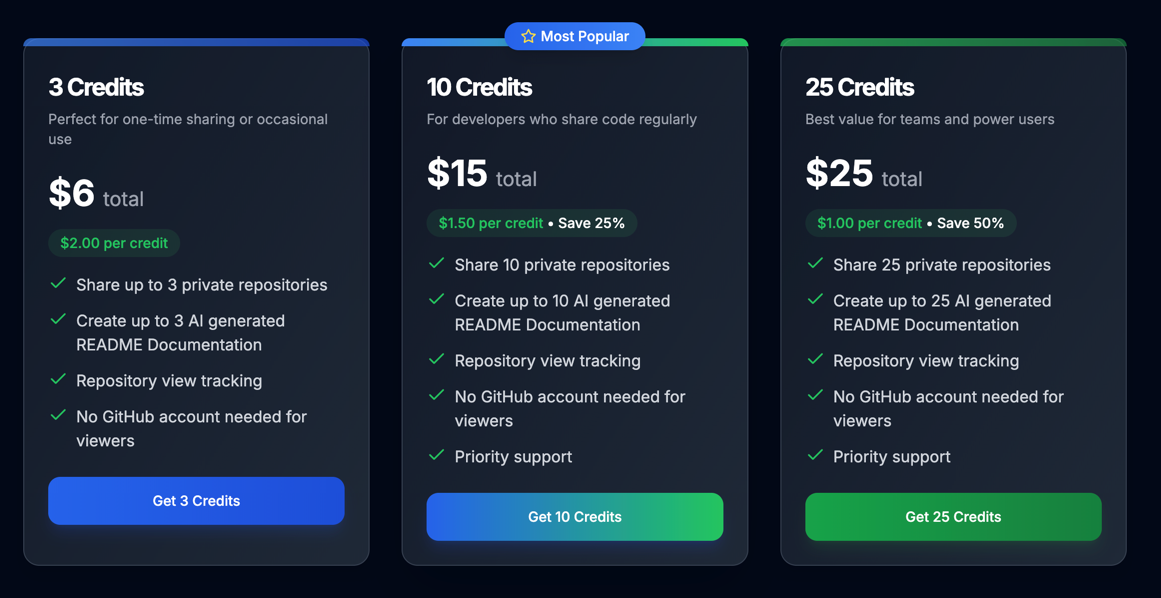 Most Popular
3 Credits
Perfect for one-time sharing or occasional
use
$6 total
$2.00 per credit
Share up to 3 private repositories
Create up to 3 AI generated
README Documentation
Repository view tracking
No GitHub account needed for
viewers
Get 3 Credits
10 Credits
For developers who share code regularly
$15 total
$1.50 per credit • Save 25%
Share 10 private repositories
Create up to 10 AI generated
README Documentation
Repository view tracking
No GitHub account needed for
viewers
Priority support
Get 10 Credits
25 Credits
Best value for teams and power users
$25 total
$1.00 per credit • Save 50%
Share 25 private repositories
Create up to 25 AI generated
README Documentation
Repository view tracking
No GitHub account needed for
viewers
Priority support
Get 25 Credits